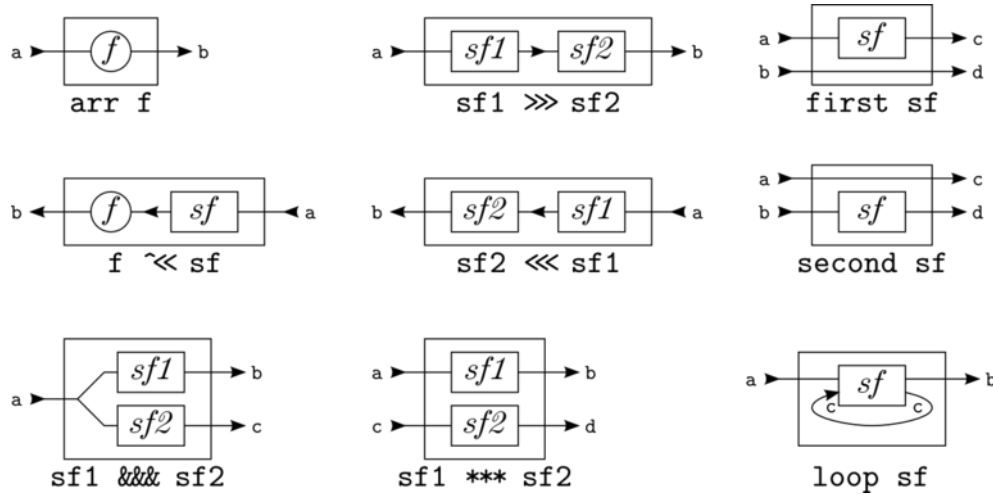 a f b
arr f
a sf1 sf2 b
sf1 >>> sf2
a sf c
b d
first sf
b f sf a
f ^<< sf
b sf2 sf1 a
sf2 <<< sf1
a c
b sf d
second sf
a sf1 b
sf2 c
sf1 &&& sf2
a sf1 b
c sf2 d
sf1 *** sf2
a sf b
c c
loop sf